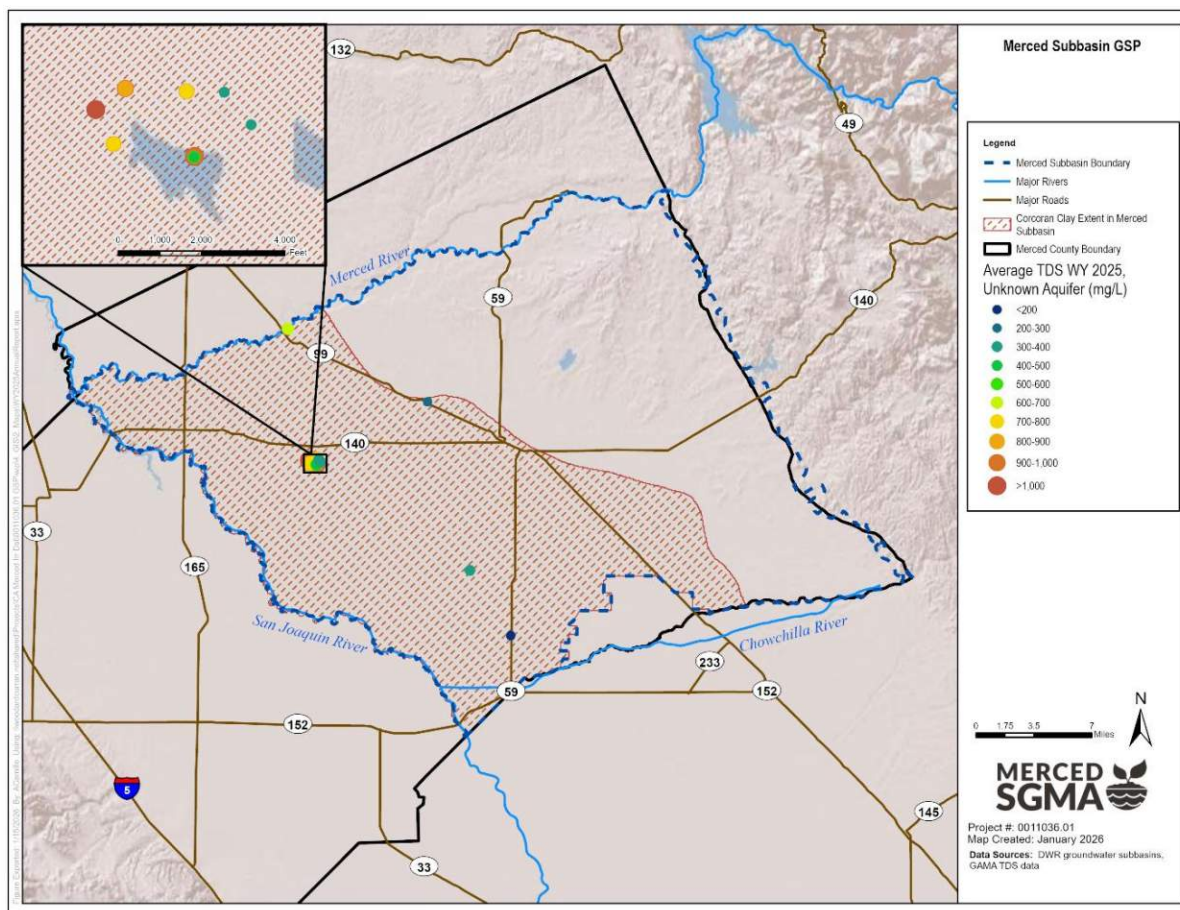 Merced Subbasin GSP
Legend
Merced Subbasin Boundary
Major Rivers
Major Roads
Corcoran Clay Extent in Merced
Subbasin
Merced County Boundary
Average TDS WY 2025,
Unknown Aquifer (mg/L)
<200
200-300
300-400
400-500
500-600
600-700
700-800
800-900
900-1,000
>1,000
0 1,000 2,000 4,000
Feet
132
49
Merced River
59
140
99
140
33
165
San Joaquin River
Chowchilla River
233
59
152
152
5
33
145
N
0 1.75 3.5 7
Miles
MERCED
SGMA
Project #: 0011036.01
Map Created: January 2026
Data Sources: DWR groundwater subbasins,
GAMA TDS data